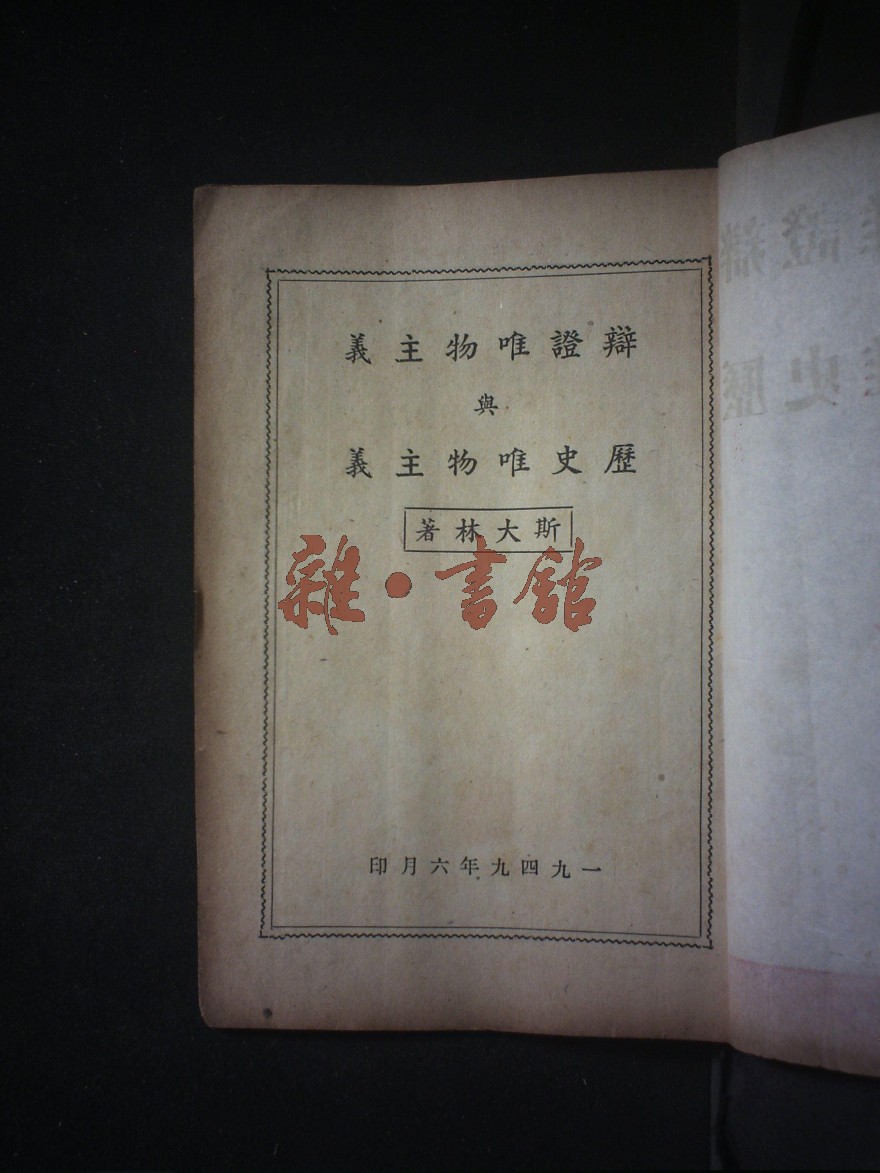 辯證唯物主義
與
歷史唯物主義
斯大林著
雜·書館
一九四九年六月印